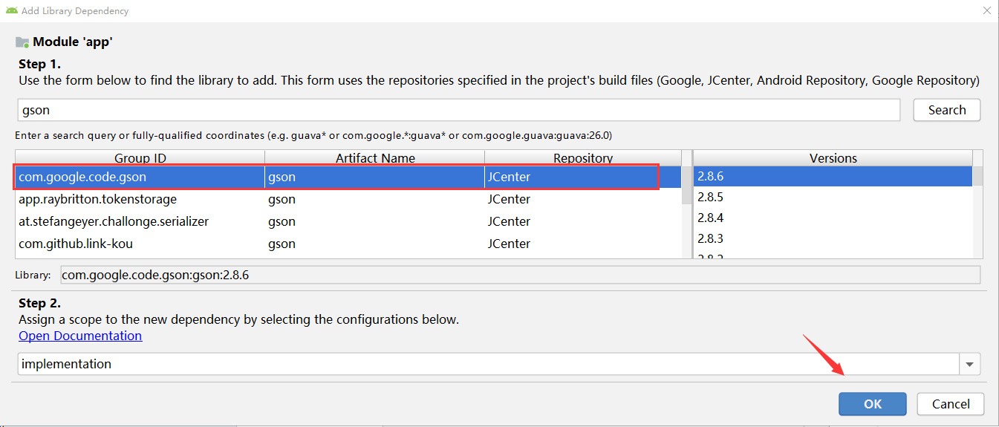 Add Library Dependency
Module 'app'
Step 1.
Use the form below to find the library to add. This form uses the repositories specified in the project's build files (Google, JCenter, Android Repository, Google Repository)
gson Search
Enter a search query or fully-qualified coordinates (e.g. guava* or com.google.*:guava* or com.google.guava:guava:26.0)
Group ID Artifact Name Repository Versions
com.google.code.gson gson JCenter 2.8.6
app.raybritton.tokenstorage gson JCenter 2.8.5
at.stefangeyer.challonge.serializer gson JCenter 2.8.4
com.github.link-kou gson JCenter 2.8.3
Library: com.google.code.gson:gson:2.8.6
Step 2.
Assign a scope to the new dependency by selecting the configurations below.
Open Documentation
implementation
OK Cancel